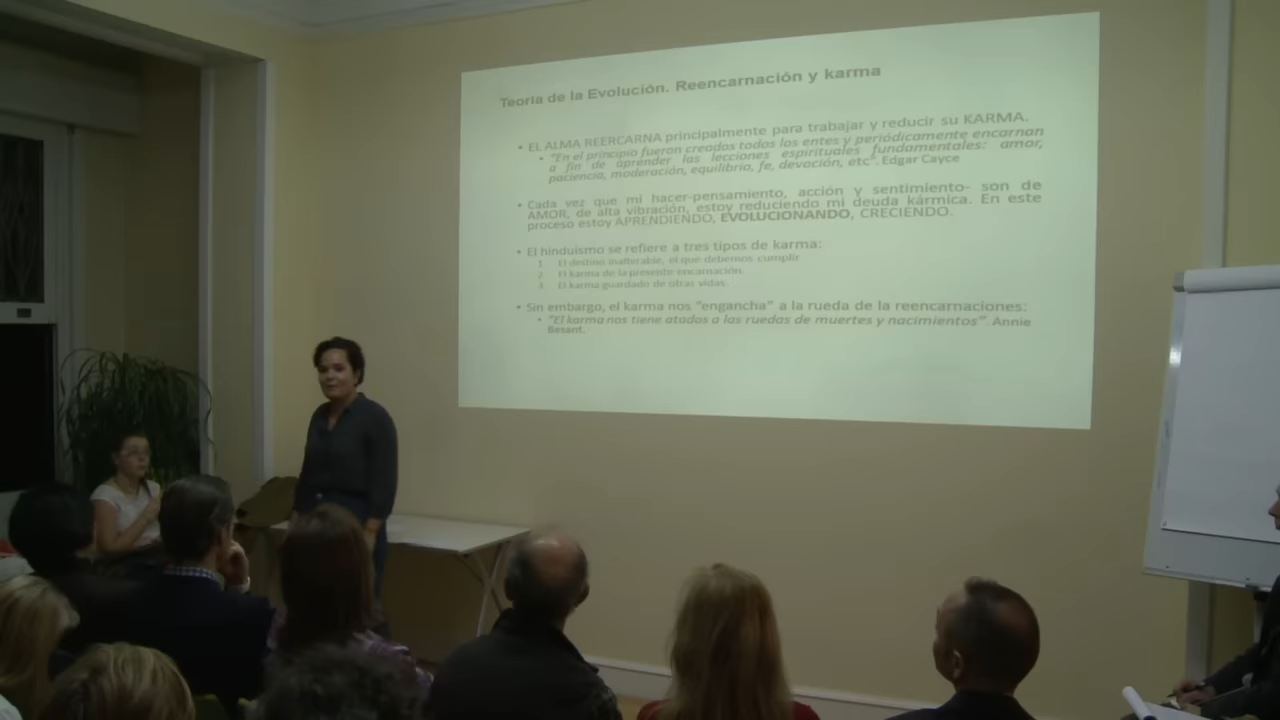 Teoria de la Evolución. Reencarnación y karma
• EL ALMA REERCARNA principalmente para trabajar y reducir su KARMA.
• "En el principio fueron creados todos los entes y periódicamente encarnan
a fin de aprender las lecciones espirituales fundamentales: amor,
paciencia, moderación, equilibrio, fe, devoción, etc". Edgar Cayce
• Cada vez que mi hacer-pensamiento, acción y sentimiento- son de
AMOR, de alta vibración, estoy reduciendo mi deuda kármica. En este
proceso estoy APRENDIENDO, EVOLUCIONANDO, CRECIENDO.
• El hinduismo se refiere a tres tipos de karma:
1. El destino inalterable, el que debemos cumplir
2. El karma de la presente encarnación.
3. El karma guardado de otras vidas.
• Sin embargo, el karma nos "engancha" a la rueda de la reencarnaciones:
• "El karma nos tiene atados a las ruedas de muertes y nacimientos". Annie
Besant.